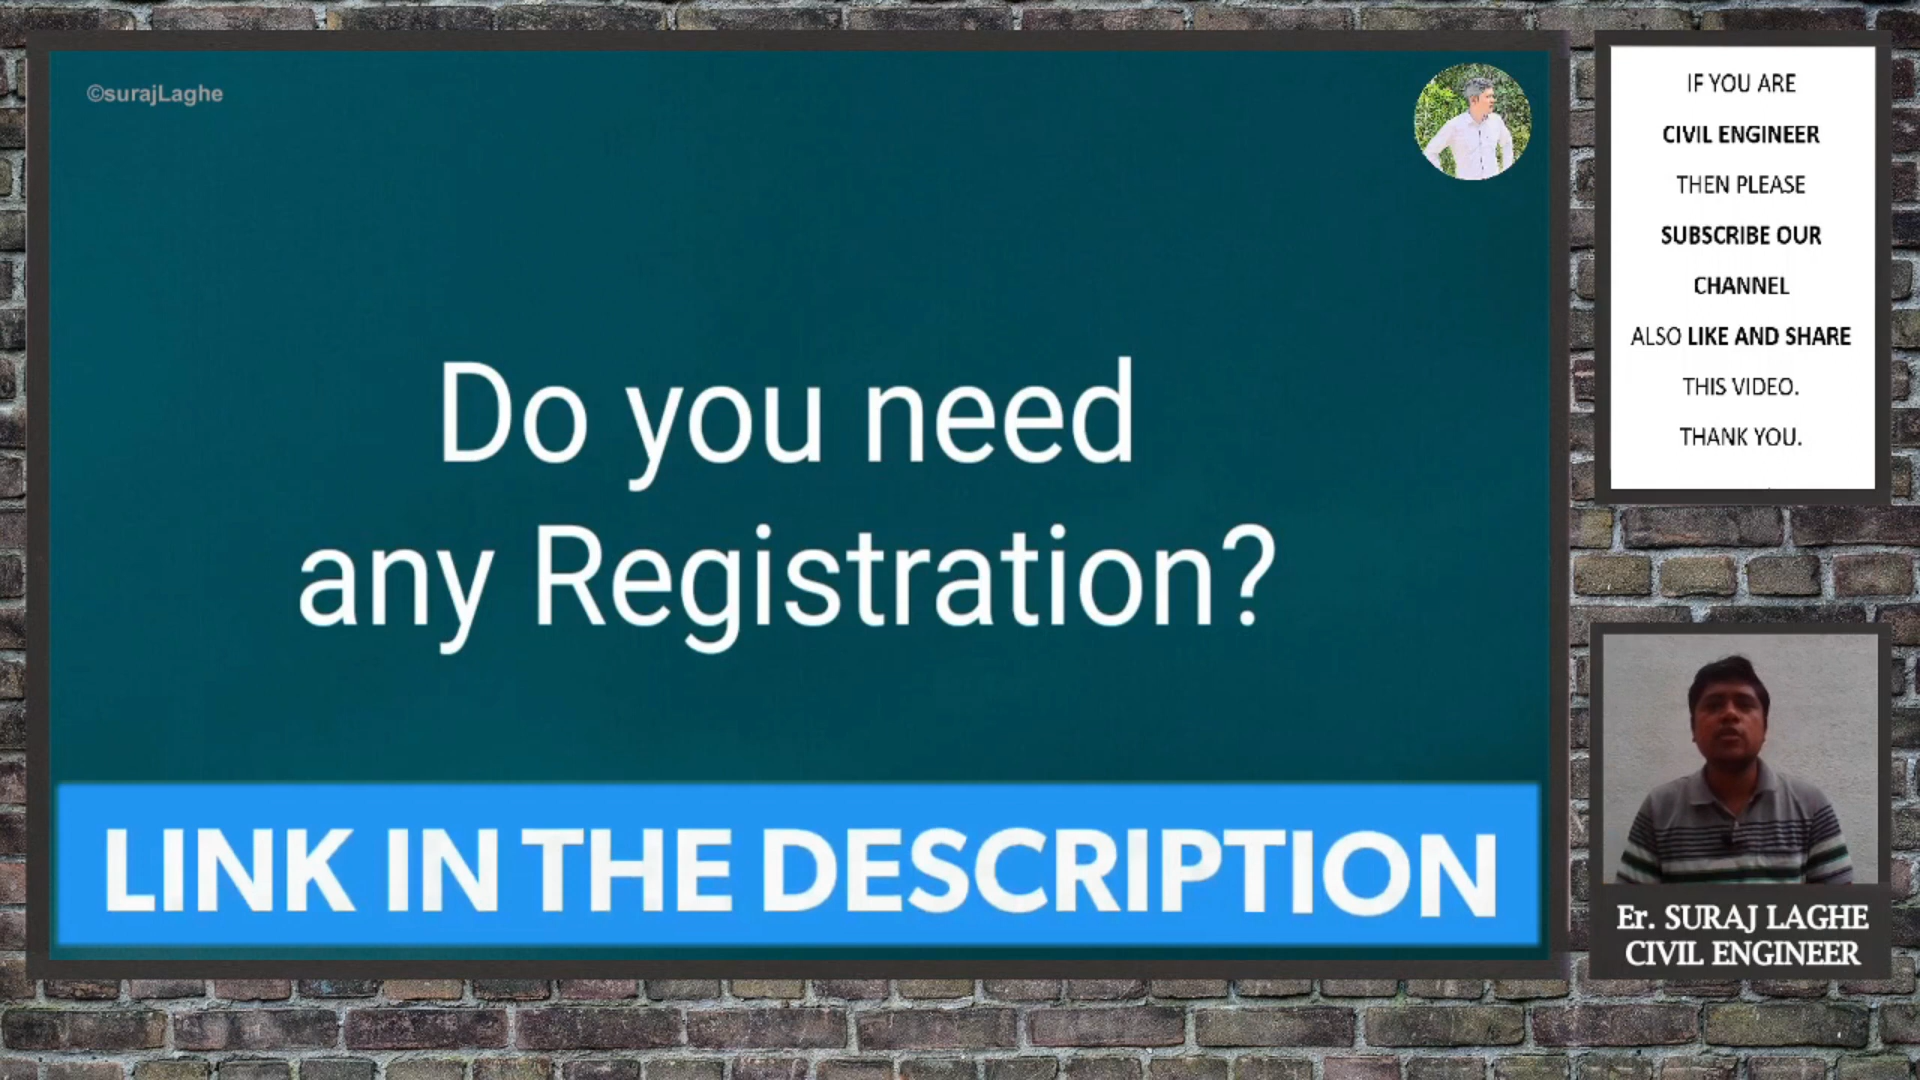 ©surajLaghe
Do you need
any Registration?
LINK IN THE DESCRIPTION
IF YOU ARE
CIVIL ENGINEER
THEN PLEASE
SUBSCRIBE OUR
CHANNEL
ALSO LIKE AND SHARE
THIS VIDEO.
THANK YOU.
Er. SURAJ LAGHE
CIVIL ENGINEER